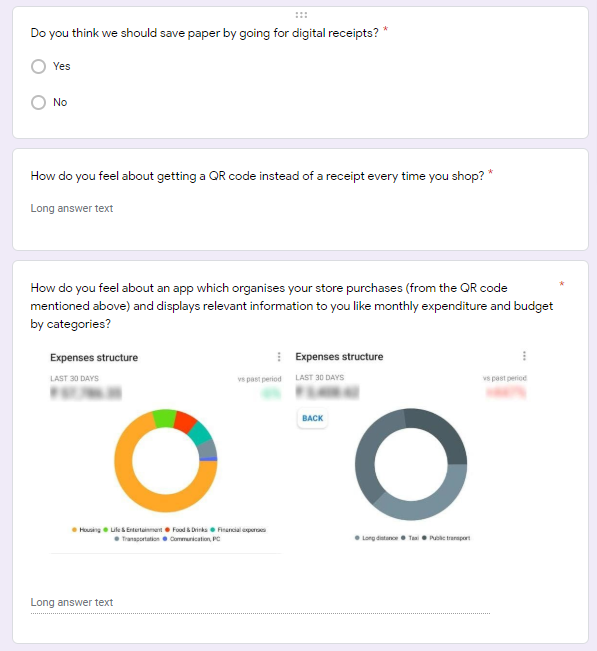 Do you think we should save paper by going for digital receipts? *
Yes
No
How do you feel about getting a QR code instead of a receipt every time you shop? *
Long answer text
How do you feel about an app which organises your store purchases (from the QR code *
mentioned above) and displays relevant information to you like monthly expenditure and budget
by categories?
Expenses structure
LAST 30 DAYS
vs past period
Housing Life & Entertainment Food & Drinks Financial expenses
Transportation Communication, PC
Expenses structure
LAST 30 DAYS
vs past period
BACK
Long distance Taxi Public transport
Long answer text